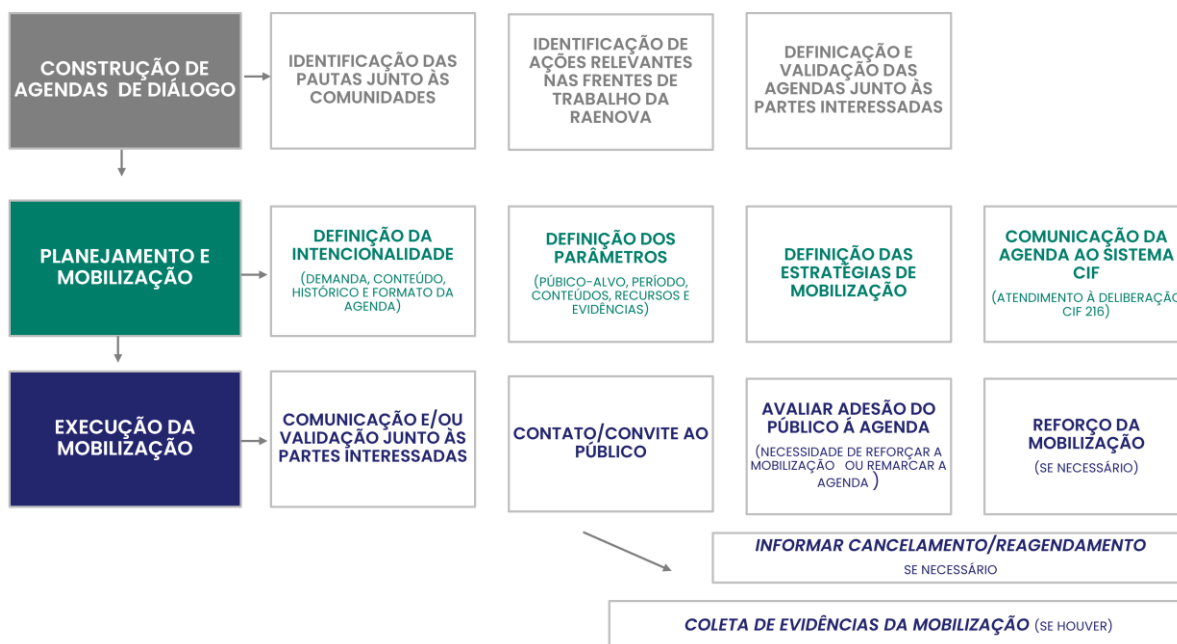 CONSTRUÇÃO DE
AGENDAS DE DIÁLOGO
IDENTIFICAÇÃO DAS
PAUTAS JUNTO ÀS
COMUNIDADES
IDENTIFICAÇÃO DE
AÇÕES RELEVANTES
NAS FRENTES DE
TRABALHO DA
RAENOVA
DEFINICAÇÃO E
VALIDAÇÃO DAS
AGENDAS JUNTO ÀS
PARTES INTERESSADAS
PLANEJAMENTO E
MOBILIZAÇÃO
DEFINIÇÃO DA
INTENCIONALIDADE
(DEMANDA, CONTEÚDO,
HISTÓRICO E FORMATO DA
AGENDA)
DEFINIÇÃO DOS
PARÂMETROS
(PÚBICO-ALVO, PERÍODO,
CONTEÚDOS, RECURSOS E
EVIDÊNCIAS)
DEFINIÇÃO DAS
ESTRATÉGIAS DE
MOBILIZAÇÃO
COMUNICAÇÃO DA
AGENDA AO SISTEMA
CIF
(ATENDIMENTO À DELIBERAÇÃO
CIF 216)
EXECUÇÃO DA
MOBILIZAÇÃO
COMUNICAÇÃO E/OU
VALIDAÇÃO JUNTO ÀS
PARTES INTERESSADAS
CONTATO/CONVITE AO
PÚBLICO
AVALIAR ADESÃO DO
PÚBLICO Á AGENDA
(NECESSIDADE DE REFORÇAR A
MOBILIZAÇÃO OU REMARCAR A
AGENDA )
REFORÇO DA
MOBILIZAÇÃO
(SE NECESSÁRIO)
INFORMAR CANCELAMENTO/REAGENDAMENTO
SE NECESSÁRIO
COLETA DE EVIDÊNCIAS DA MOBILIZAÇÃO (SE HOUVER)